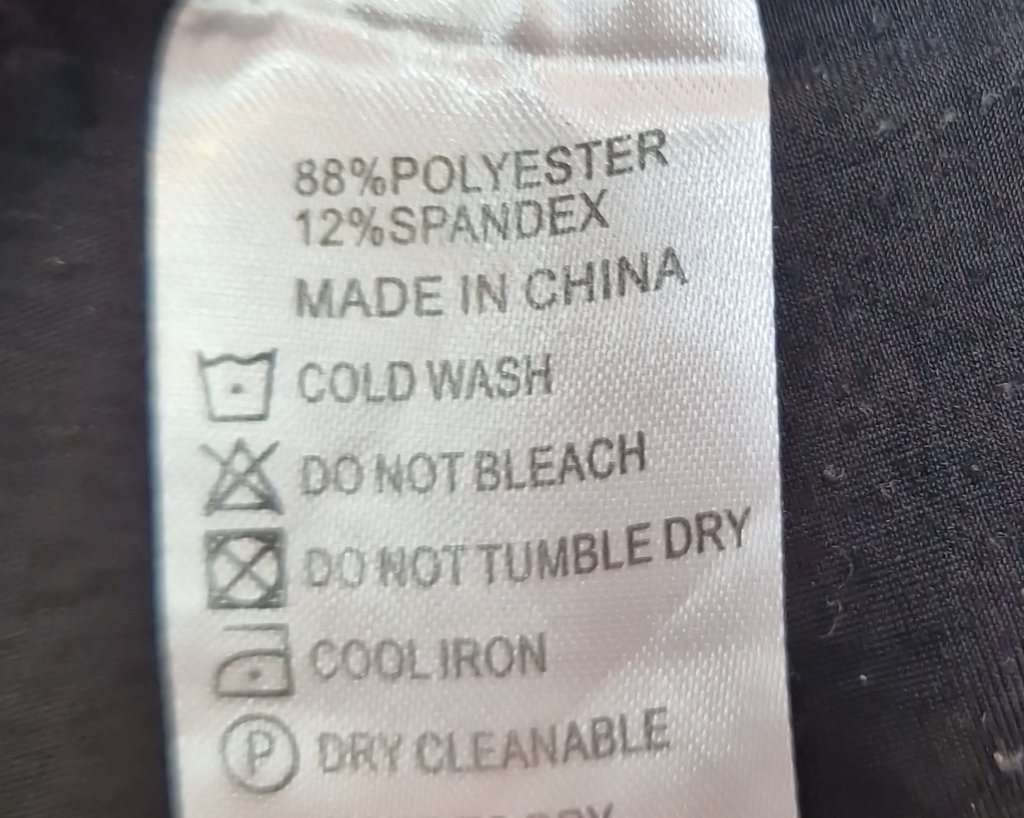 88%POLYESTER
12%SPANDEX
MADE IN CHINA
COLD WASH
DO NOT BLEACH
DO NOT TUMBLE DRY
COOL IRON
P DRY CLEANABLE
DRY